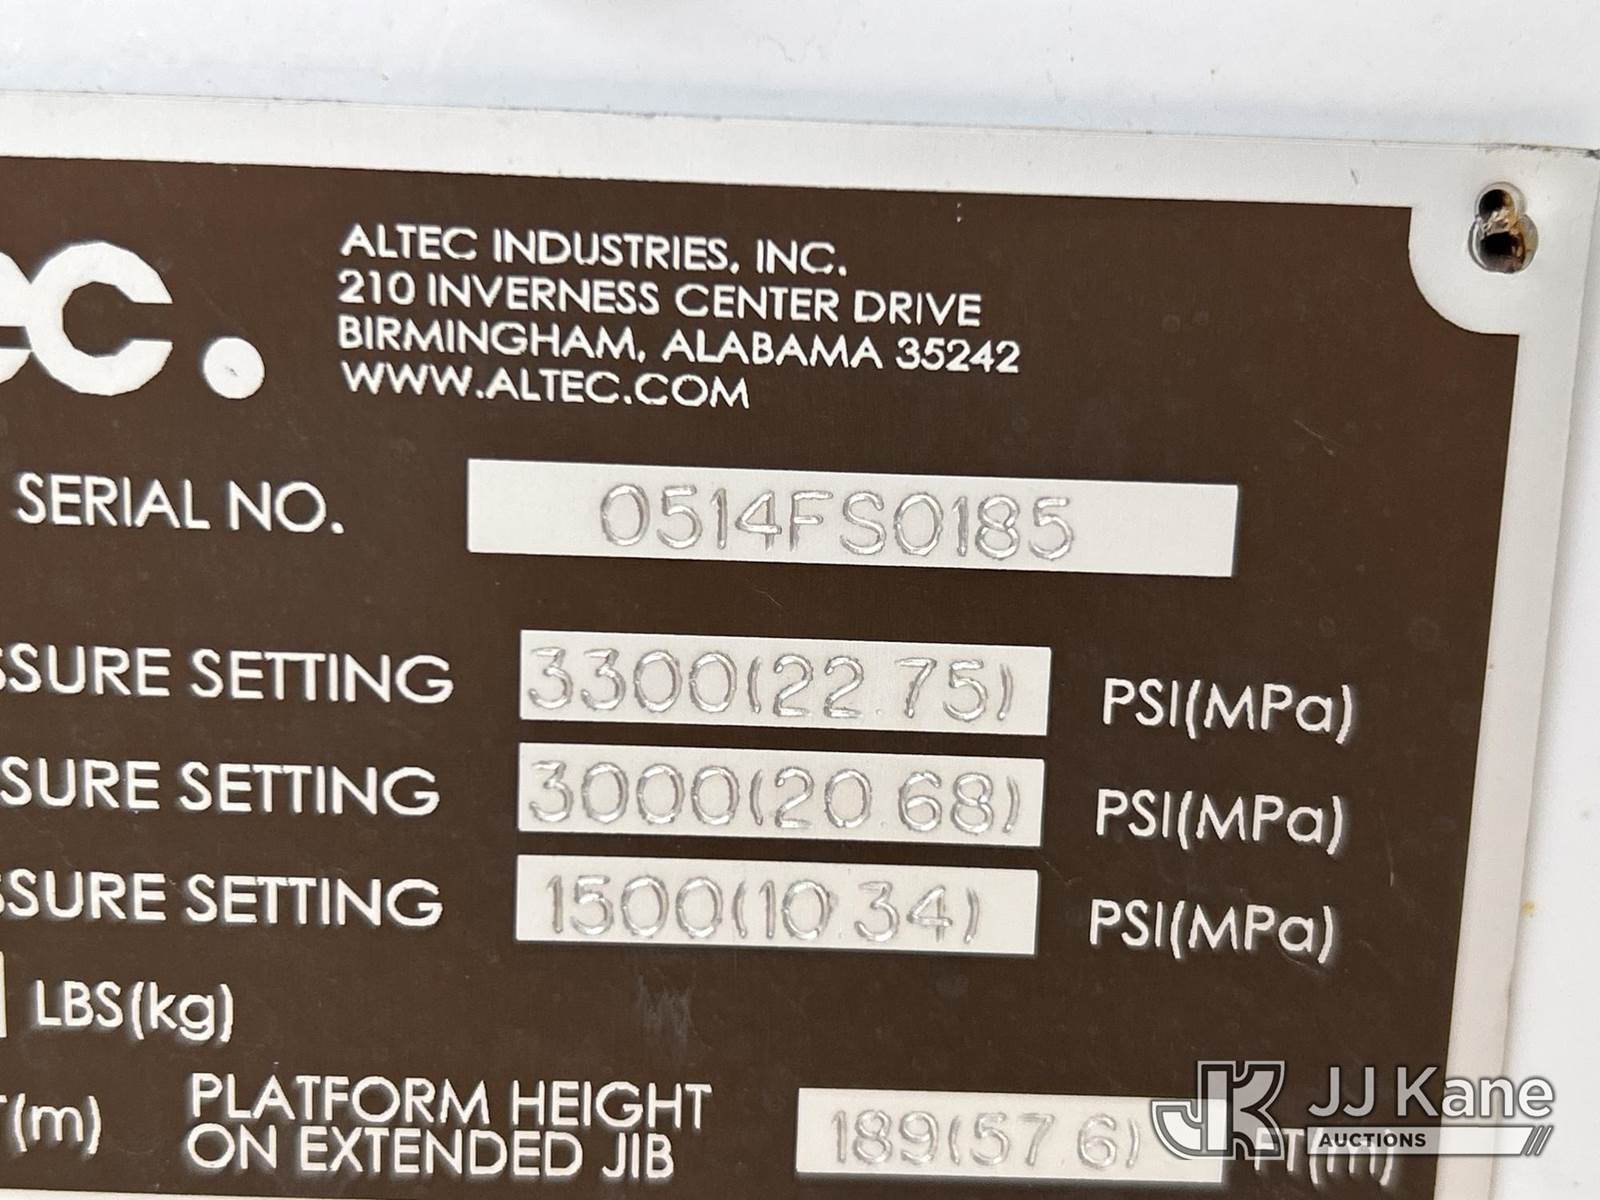 ec.
ALTEC INDUSTRIES, INC.
210 INVERNESS CENTER DRIVE
BIRMINGHAM, ALABAMA 35242
WWW.ALTEC.COM
SERIAL NO. 0514FS0185
SSURE SETTING 3300(22.75) PSI(MPa)
SSURE SETTING 3000(20.68) PSI(MPa)
SSURE SETTING 1500(10.34) PSI(MPa)
LBS(kg)
T(m) PLATFORM HEIGHT
ON EXTENDED JIB 189(57.6) FT(m)
JJ Kane
AUCTIONS